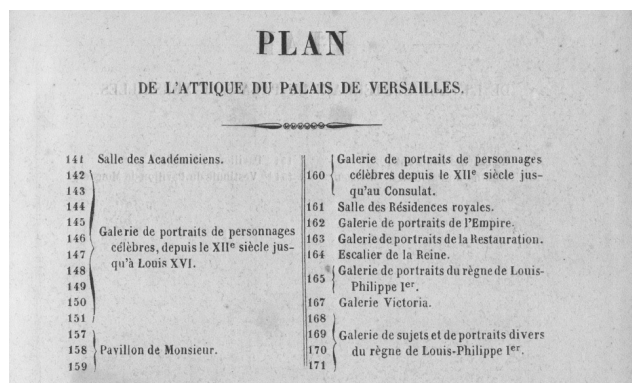 PLAN
DE L'ATTIQUE DU PALAIS DE VERSAILLES.
141 Salle des Académiciens.
142
143
144
145
146 Galerie de portraits de personnages
147 célèbres, depuis le XIIe siècle jus-
148 qu'à Louis XVI.
149
150
151
157
158 Pavillon de Monsieur.
159
160 Galerie de portraits de personnages
célèbres depuis le XIIe siècle jus-
qu'au Consulat.
161 Salle des Résidences royales.
162 Galerie de portraits de l'Empire.
163 Galerie de portraits de la Restauration.
164 Escalier de la Reine.
165 Galerie de portraits du règne de Louis-
Philippe Ier.
167 Galerie Victoria.
168
169 Galerie de sujets et de portraits divers
170 du règne de Louis-Philippe Ier.
171